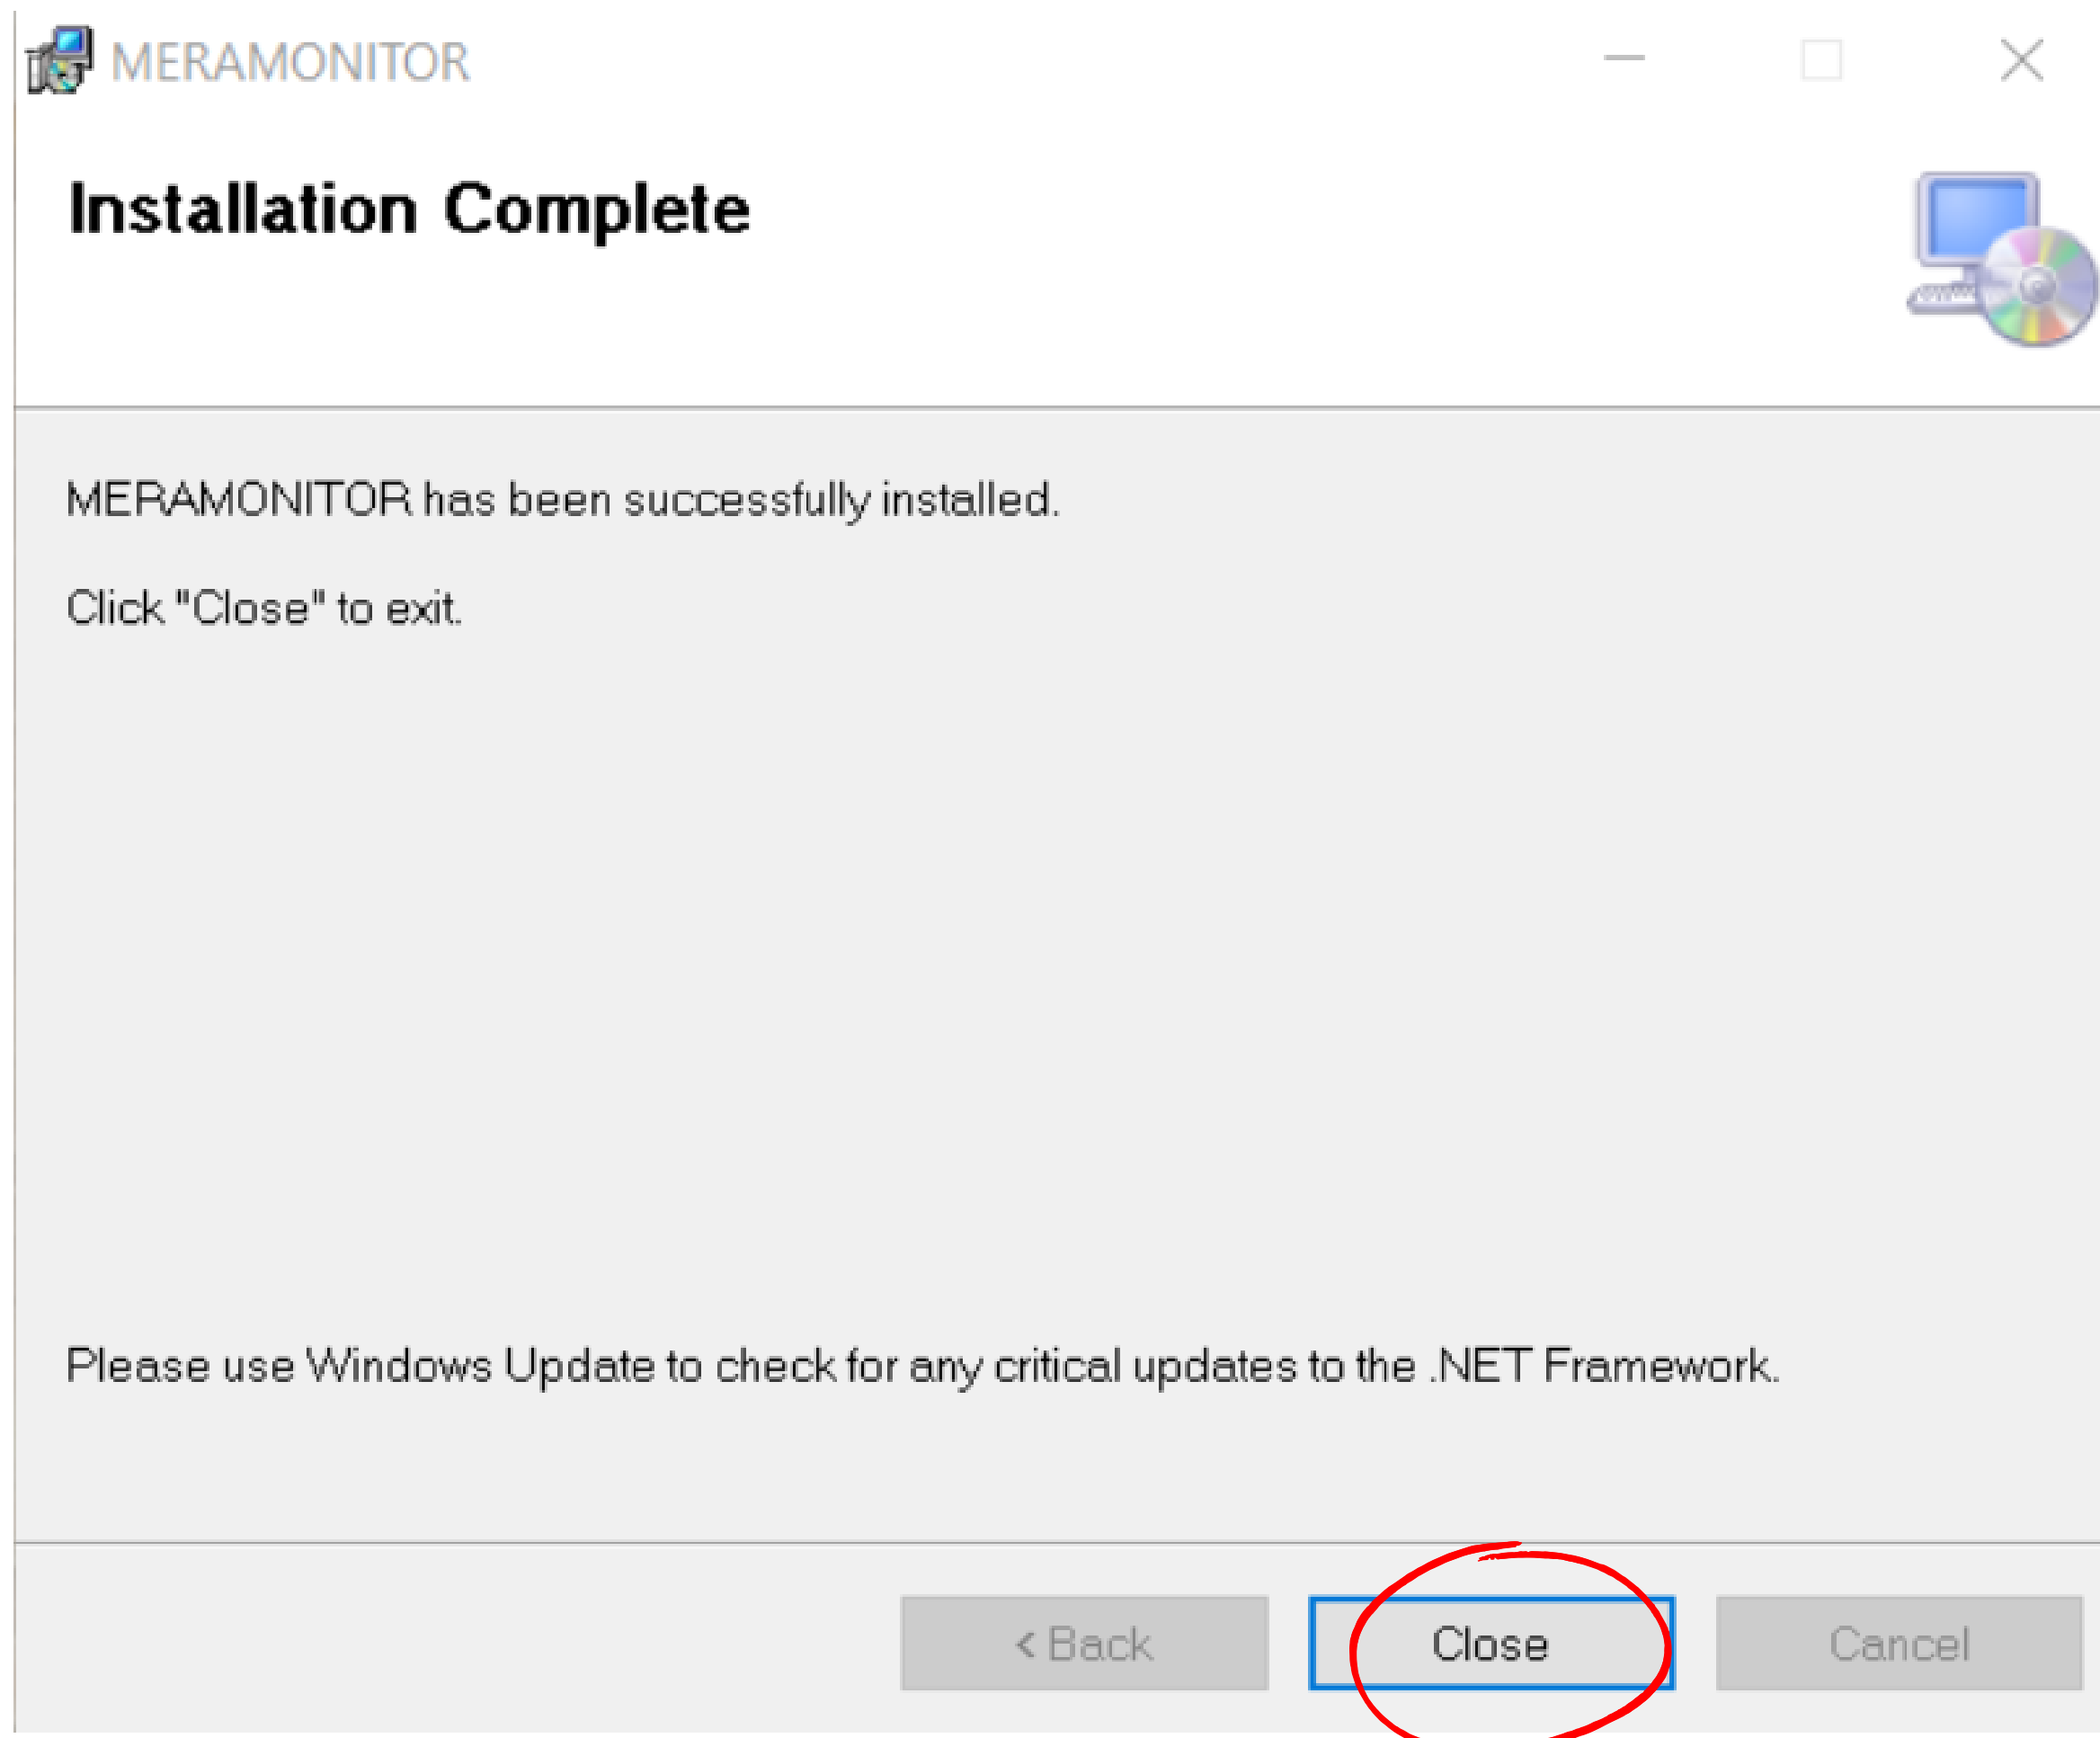 MERAMONITOR
Installation Complete
MERAMONITOR has been successfully installed.
Click "Close" to exit.
Please use Windows Update to check for any critical updates to the .NET Framework.
< Back
Close
Cancel